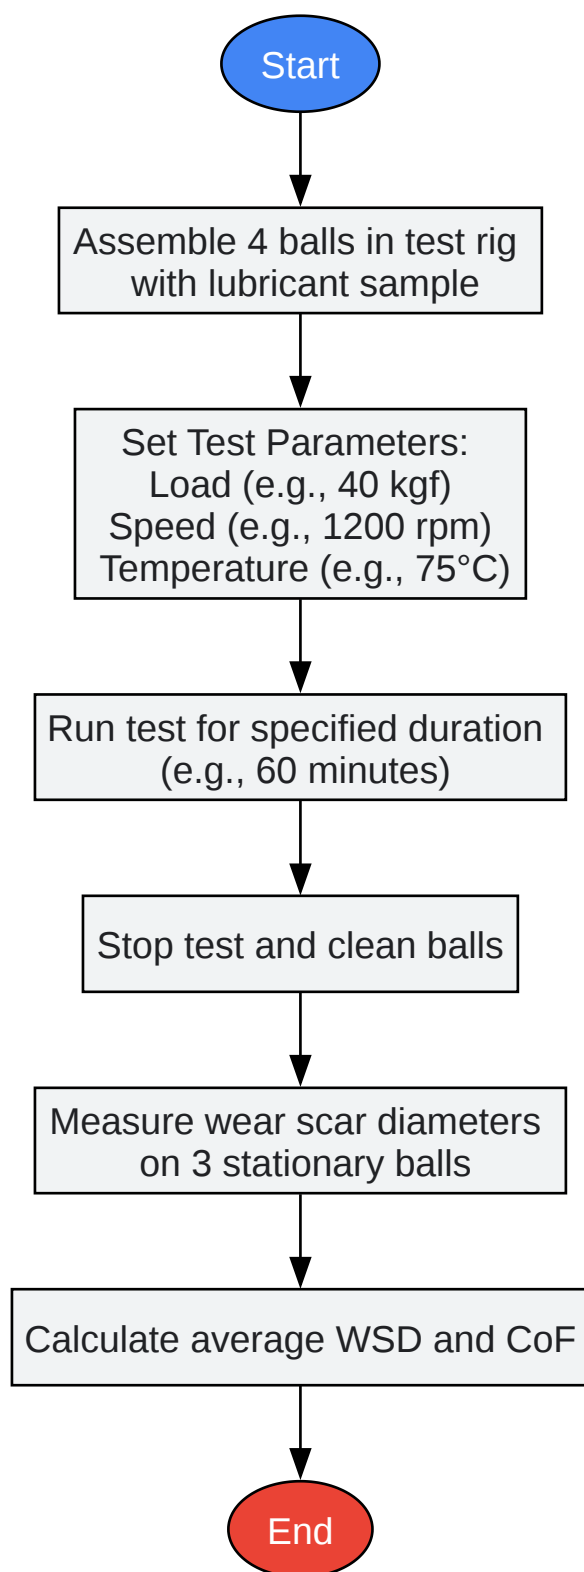 Start
Assemble 4 balls in test rig
with lubricant sample
Set Test Parameters:
Load (e.g., 40 kgf)
Speed (e.g., 1200 rpm)
Temperature (e.g., 75°C)
Run test for specified duration
(e.g., 60 minutes)
Stop test and clean balls
Measure wear scar diameters
on 3 stationary balls
Calculate average WSD and CoF
End